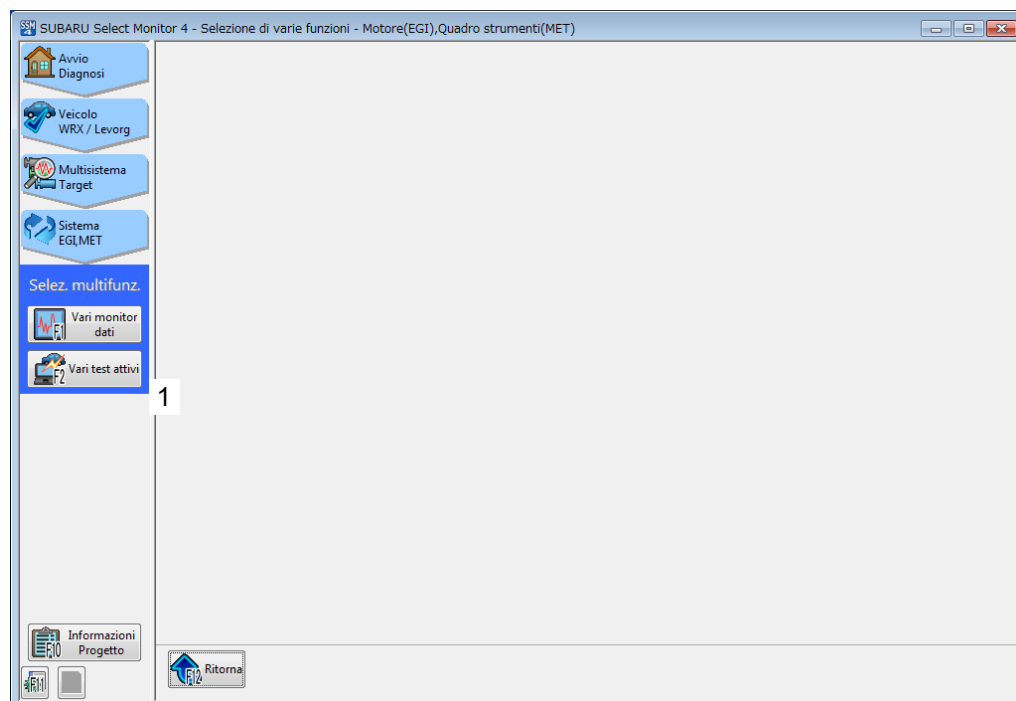 SUBARU Select Monitor 4 - Selezione di varie funzioni - Motore(EGI),Quadro strumenti(MET)
Avvio
Diagnosi
Veicolo
WRX / Levorg
Multisistema
Target
Sistema
EGI,MET
Selez. multifunz.
F1
Vari monitor
dati
F2
Vari test attivi
1
F10
Informazioni
Progetto
F11
F12
Ritorna